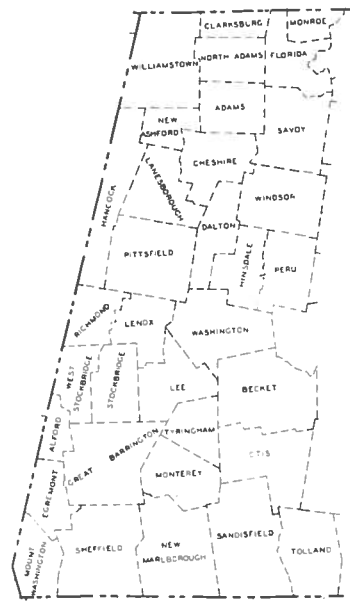 CLARKSBURG
MONROE
WILLIAMSTOWN
NORTH ADAMS
FLORIDA
ADAMS
NEW
ASHFORD
SAVOY
CHESHIRE
LANESBOROUGH
HANCOCK
WINDSOR
DALTON
PITTSFIELD
HINSDALE
PERU
RICHMOND
LENOX
WASHINGTON
WEST
STOCKBRIDGE
STOCKBRIDGE
LEE
BECKET
ALFORD
GREAT BARRINGTON
TYRINGHAM
OTIS
EGREMONT
MONTEREY
MOUNT
WASHINGTON
SHEFFIELD
NEW
MARLBOROUGH
SANDISFIELD
TOLLAND